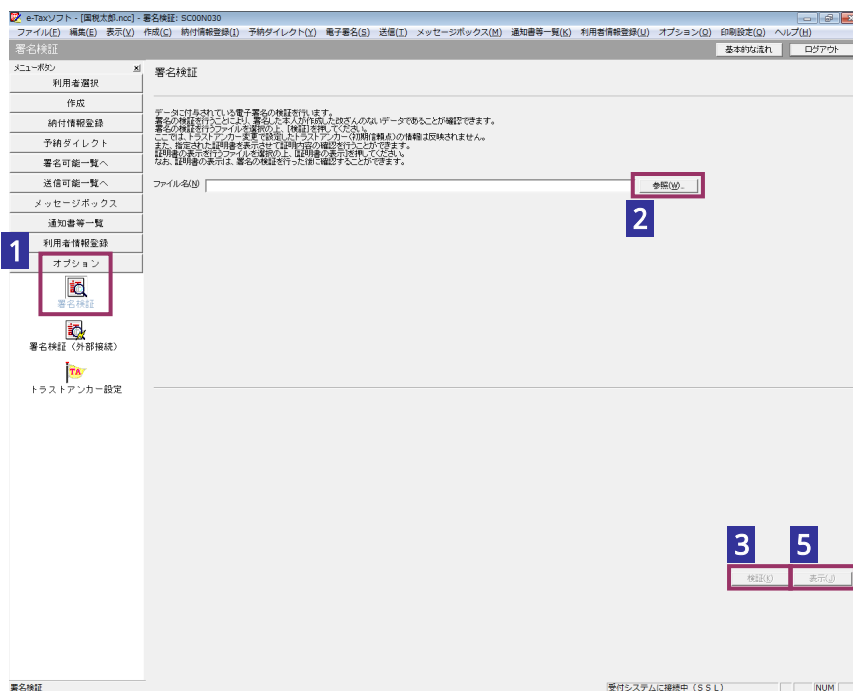 e-Taxソフト - [国税太郎.ncc] - 署名検証: SC00N030
ファイル(F) 編集(E) 表示(V) 作成(C) 納付情報登録(I) 予納ダイレクト(Y) 電子署名(S) 送信(T) メッセージボックス(M) 通知書等一覧(K) 利用者情報登録(U) オプション(O) 印刷設定(Q) ヘルプ(H)
署名検証
基本的な流れ
ログアウト
メニューボタン
x
利用者選択
作成
納付情報登録
予納ダイレクト
署名可能一覧へ
送信可能一覧へ
メッセージボックス
通知書等一覧
利用者情報登録
1
オプション
署名検証
署名検証（外部接続）
TA
トラストアンカー設定
署名検証
データに付与されている電子署名の検証を行います。
署名の検証を行うことにより、署名した本人が作成した改ざんのないデータであることが確認できます。
署名の検証を行うファイルを選択の上、[検証]を押してください。
ここでは、トラストアンカー変更で設定したトラストアンカー(初期信頼点)の情報は反映されません。
また、指定された証明書を表示させて証明内容の確認を行うことができます。
証明書の表示を行うファイルを選択の上、[証明書の表示]を押してください。
なお、証明書の表示は、署名の検証を行った後に確認することができます。
ファイル名(N)
参照(W)..
2
3
5
検証(K)
表示(J)
署名検証
受付システムに接続中（ＳＳＬ）
NUM